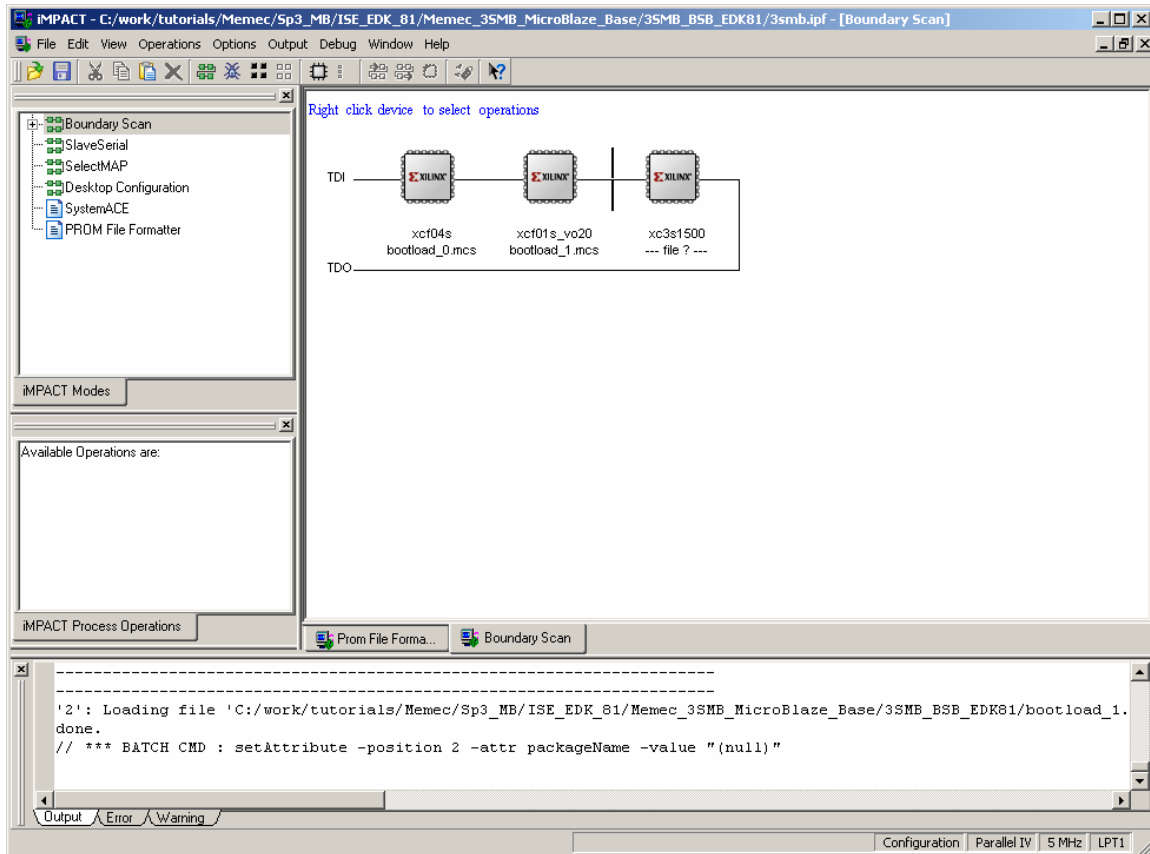 iMPACT - C:/work/tutorials/Memec/Sp3_MB/ISE_EDK_81/Memec_3SMB_MicroBlaze_Base/3SMB_BSB_EDK81/3smb.ipf - [Boundary Scan]
File Edit View Operations Options Output Debug Window Help
Boundary Scan
SlaveSerial
SelectMAP
Desktop Configuration
SystemACE
PROM File Formatter
iMPACT Modes
Available Operations are:
iMPACT Process Operations
Right click device to select operations
TDI
XILINX XILINX XILINX
xcf04s xcf01s_vo20 xc3s1500
bootload_0.mcs bootload_1.mcs --- file ? ---
TDO
Prom File Forma... Boundary Scan
----------------------------------------------------------------------
----------------------------------------------------------------------
'2': Loading file 'C:/work/tutorials/Memec/Sp3_MB/ISE_EDK_81/Memec_3SMB_MicroBlaze_Base/3SMB_BSB_EDK81/bootload_1.
done.
// *** BATCH CMD : setAttribute -position 2 -attr packageName -value "(null)"
Output Error Warning
Configuration Parallel IV 5 MHz LPT1